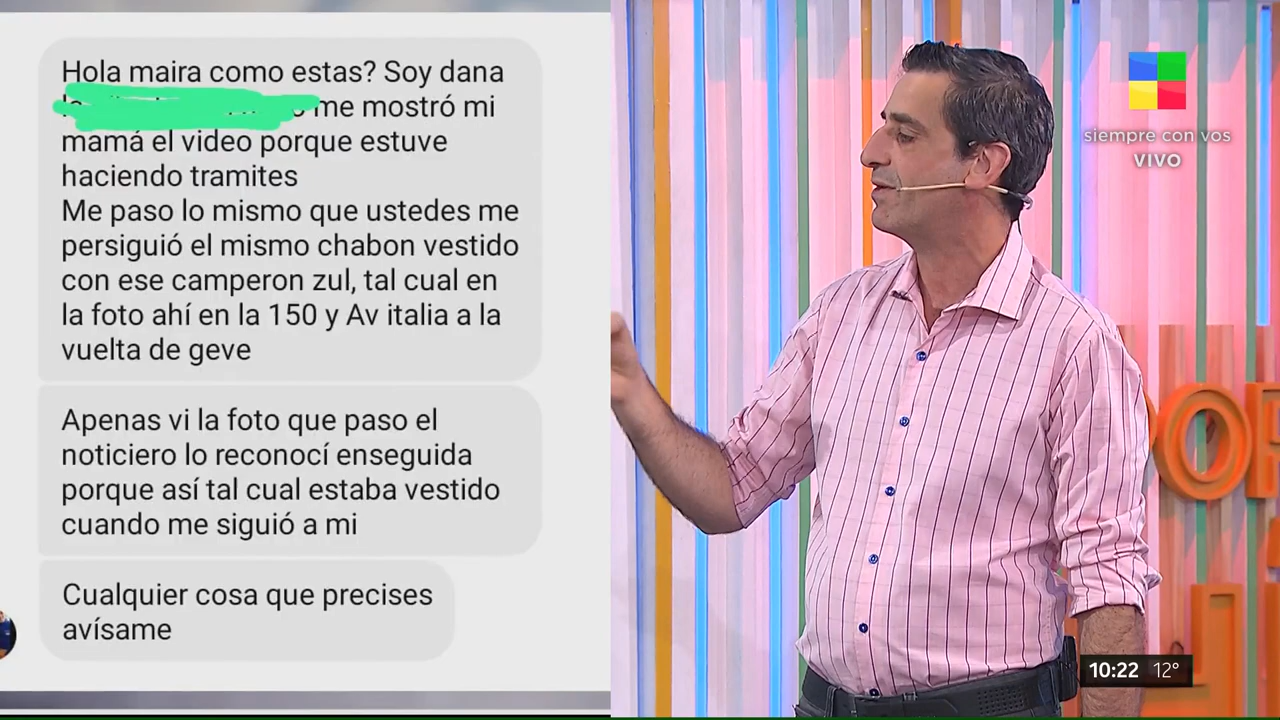 Hola maira como estas? Soy dana
me mostró mi
mamá el video porque estuve
haciendo tramites
Me paso lo mismo que ustedes me
persiguió el mismo chabon vestido
con ese camperon zul, tal cual en
la foto ahí en la 150 y Av italia a la
vuelta de geve
Apenas vi la foto que paso el
noticiero lo reconocí enseguida
porque así tal cual estaba vestido
cuando me siguió a mi
Cualquier cosa que precises
avísame
siempre con vos
VIVO
10:22 12°